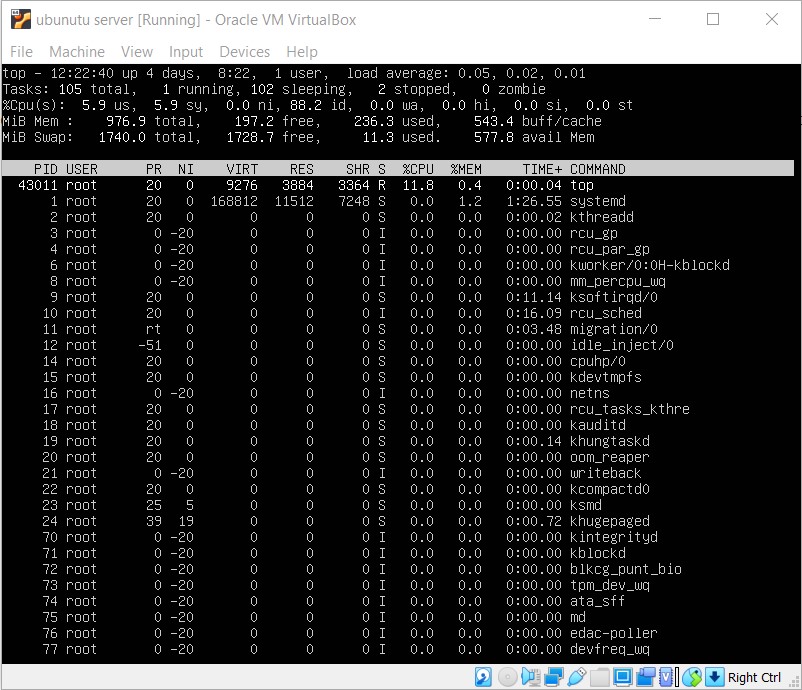 ubunutu server [Running] - Oracle VM VirtualBox
File Machine View Input Devices Help
top - 12:22:40 up 4 days,  8:22,  1 user,  load average: 0.05, 0.02, 0.01
Tasks: 105 total,   1 running, 102 sleeping,   2 stopped,   0 zombie
%Cpu(s):  5.9 us,  5.9 sy,  0.0 ni, 88.2 id,  0.0 wa,  0.0 hi,  0.0 si,  0.0 st
MiB Mem :    976.9 total,    197.2 free,    236.3 used,    543.4 buff/cache
MiB Swap:   1740.0 total,   1728.7 free,     11.3 used.    577.8 avail Mem
PID USER PR NI VIRT RES SHR S %CPU %MEM TIME+ COMMAND
43011 root 20 0 9276 3884 3364 R 11.8 0.4 0:00.04 top
1 root 20 0 168812 11512 7248 S 0.0 1.2 1:26.55 systemd
2 root 20 0 0 0 0 S 0.0 0.0 0:00.02 kthreadd
3 root 0 -20 0 0 0 I 0.0 0.0 0:00.00 rcu_gp
4 root 0 -20 0 0 0 I 0.0 0.0 0:00.00 rcu_par_gp
6 root 0 -20 0 0 0 I 0.0 0.0 0:00.00 kworker/0:0H-kblockd
8 root 0 -20 0 0 0 I 0.0 0.0 0:00.00 mm_percpu_wq
9 root 20 0 0 0 0 S 0.0 0.0 0:11.14 ksoftirqd/0
10 root 20 0 0 0 0 I 0.0 0.0 0:16.09 rcu_sched
11 root rt 0 0 0 0 S 0.0 0.0 0:03.48 migration/0
12 root -51 0 0 0 0 S 0.0 0.0 0:00.00 idle_inject/0
14 root 20 0 0 0 0 S 0.0 0.0 0:00.00 cpuhp/0
15 root 20 0 0 0 0 S 0.0 0.0 0:00.00 kdevtmpfs
16 root 0 -20 0 0 0 I 0.0 0.0 0:00.00 netns
17 root 20 0 0 0 0 S 0.0 0.0 0:00.00 rcu_tasks_kthre
18 root 20 0 0 0 0 S 0.0 0.0 0:00.00 kauditd
19 root 20 0 0 0 0 S 0.0 0.0 0:00.14 khungtaskd
20 root 20 0 0 0 0 S 0.0 0.0 0:00.00 oom_reaper
21 root 0 -20 0 0 0 I 0.0 0.0 0:00.00 writeback
22 root 20 0 0 0 0 S 0.0 0.0 0:00.00 kcompactd0
23 root 25 5 0 0 0 S 0.0 0.0 0:00.00 ksmd
24 root 39 19 0 0 0 S 0.0 0.0 0:00.72 khugepaged
70 root 0 -20 0 0 0 I 0.0 0.0 0:00.00 kintegrityd
71 root 0 -20 0 0 0 I 0.0 0.0 0:00.00 kblockd
72 root 0 -20 0 0 0 I 0.0 0.0 0:00.00 blkcg_punt_bio
73 root 0 -20 0 0 0 I 0.0 0.0 0:00.00 tpm_dev_wq
74 root 0 -20 0 0 0 I 0.0 0.0 0:00.00 ata_sff
75 root 0 -20 0 0 0 I 0.0 0.0 0:00.00 md
76 root 0 -20 0 0 0 I 0.0 0.0 0:00.00 edac-poller
77 root 0 -20 0 0 0 I 0.0 0.0 0:00.00 devfreq_wq
Right Ctrl